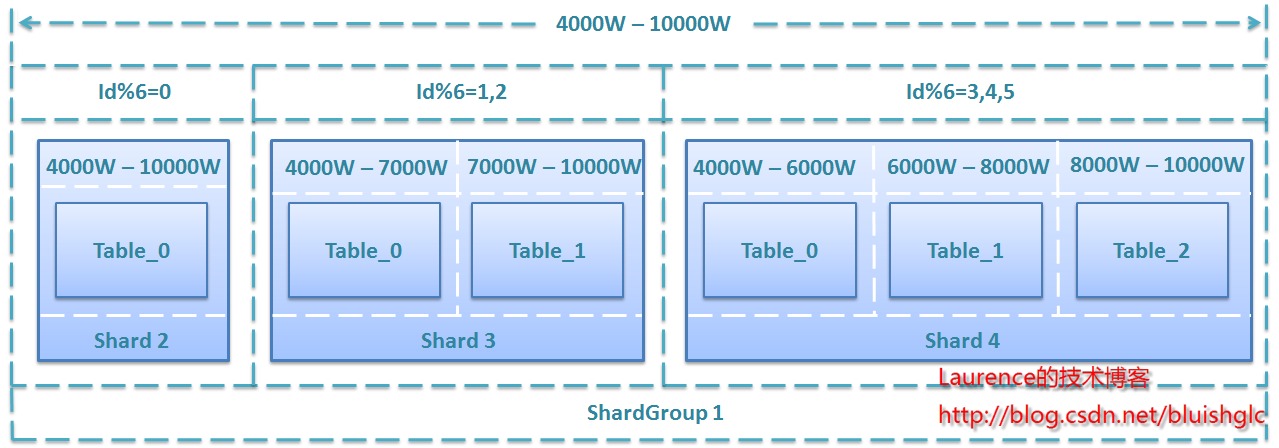 4000W – 10000W
Id%6=0
Id%6=1,2
Id%6=3,4,5
4000W – 10000W
4000W – 7000W
7000W – 10000W
4000W – 6000W
6000W – 8000W
8000W – 10000W
Table_0
Table_0
Table_1
Table_0
Table_1
Table_2
Shard 2
Shard 3
Shard 4
Laurence的技术博客
ShardGroup 1
http://blog.csdn.net/bluishglc